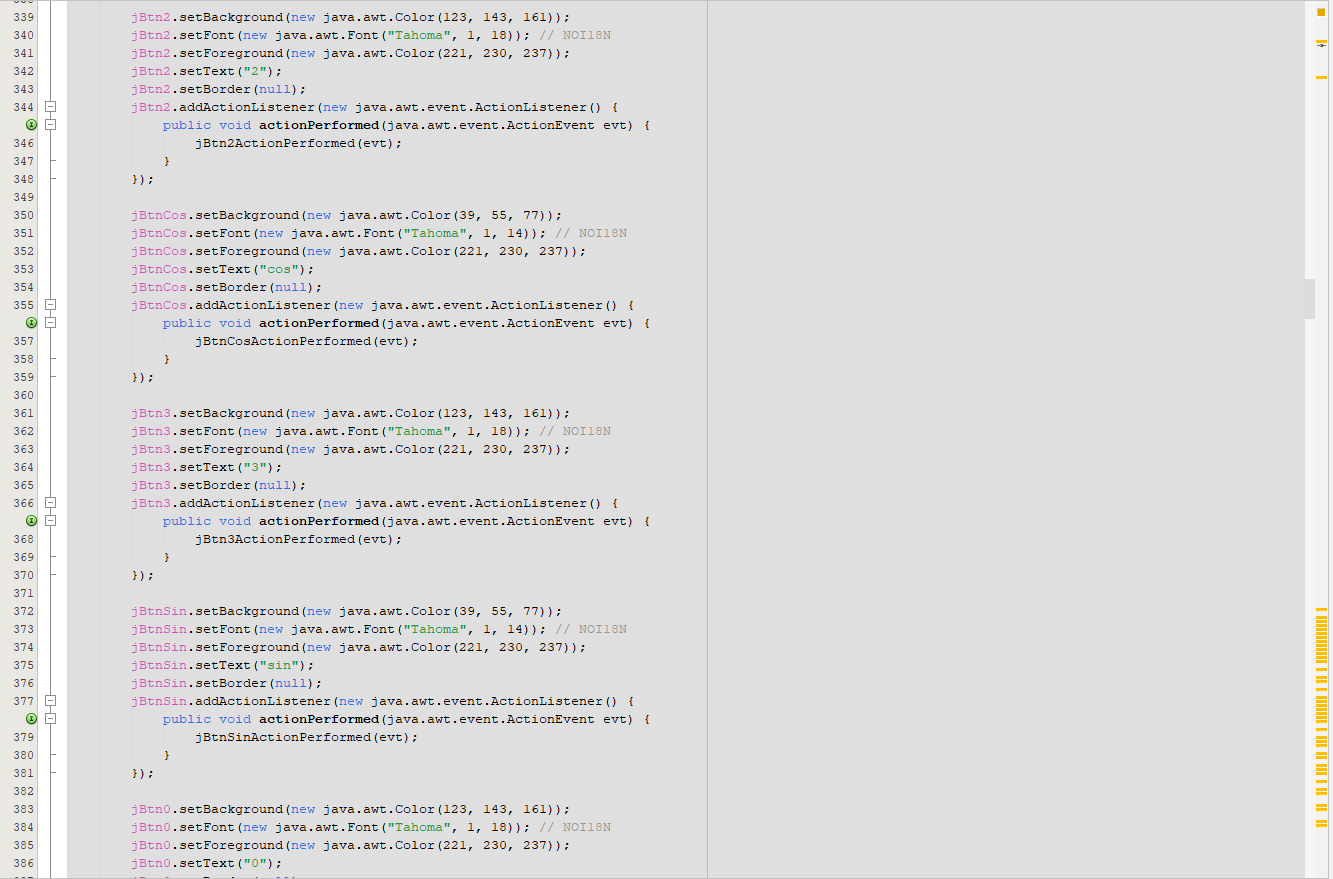 339 jBtn2.setBackground(new java.awt.Color(123, 143, 161));
340 jBtn2.setFont(new java.awt.Font("Tahoma", 1, 18)); // NOI18N
341 jBtn2.setForeground(new java.awt.Color(221, 230, 237));
342 jBtn2.setText("2");
343 jBtn2.setBorder(null);
344 jBtn2.addActionListener(new java.awt.event.ActionListener() {
public void actionPerformed(java.awt.event.ActionEvent evt) {
346 jBtn2ActionPerformed(evt);
347 }
348 });
349
350 jBtnCos.setBackground(new java.awt.Color(39, 55, 77));
351 jBtnCos.setFont(new java.awt.Font("Tahoma", 1, 14)); // NOI18N
352 jBtnCos.setForeground(new java.awt.Color(221, 230, 237));
353 jBtnCos.setText("cos");
354 jBtnCos.setBorder(null);
355 jBtnCos.addActionListener(new java.awt.event.ActionListener() {
public void actionPerformed(java.awt.event.ActionEvent evt) {
357 jBtnCosActionPerformed(evt);
358 }
359 });
360
361 jBtn3.setBackground(new java.awt.Color(123, 143, 161));
362 jBtn3.setFont(new java.awt.Font("Tahoma", 1, 18)); // NOI18N
363 jBtn3.setForeground(new java.awt.Color(221, 230, 237));
364 jBtn3.setText("3");
365 jBtn3.setBorder(null);
366 jBtn3.addActionListener(new java.awt.event.ActionListener() {
public void actionPerformed(java.awt.event.ActionEvent evt) {
368 jBtn3ActionPerformed(evt);
369 }
370 });
371
372 jBtnSin.setBackground(new java.awt.Color(39, 55, 77));
373 jBtnSin.setFont(new java.awt.Font("Tahoma", 1, 14)); // NOI18N
374 jBtnSin.setForeground(new java.awt.Color(221, 230, 237));
375 jBtnSin.setText("sin");
376 jBtnSin.setBorder(null);
377 jBtnSin.addActionListener(new java.awt.event.ActionListener() {
public void actionPerformed(java.awt.event.ActionEvent evt) {
379 jBtnSinActionPerformed(evt);
380 }
381 });
382
383 jBtn0.setBackground(new java.awt.Color(123, 143, 161));
384 jBtn0.setFont(new java.awt.Font("Tahoma", 1, 18)); // NOI18N
385 jBtn0.setForeground(new java.awt.Color(221, 230, 237));
386 jBtn0.setText("0");